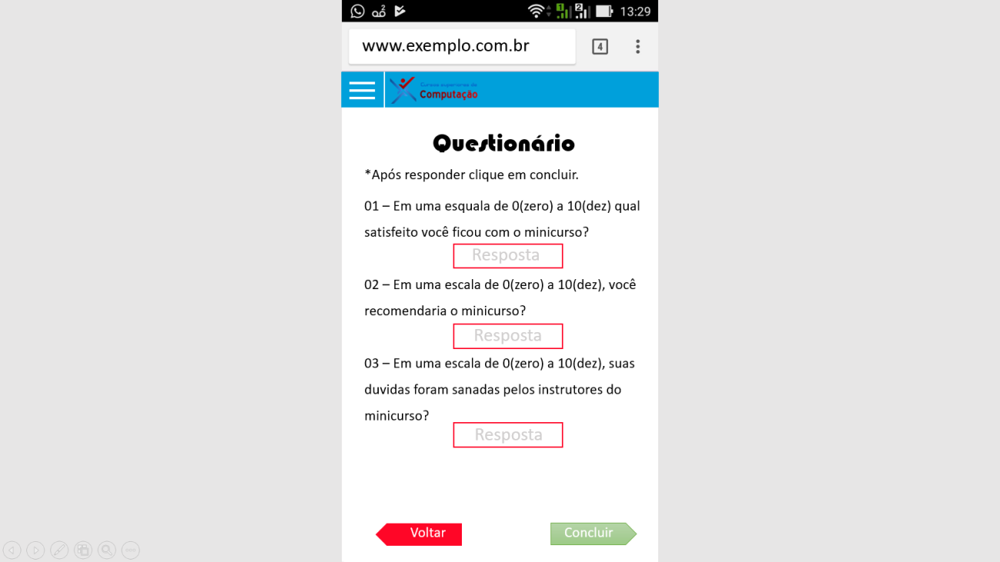 2 1 2 13:29
www.exemplo.com.br 4
Cursos superiores de
Computação
Questionário
*Após responder clique em concluir.
01 – Em uma esquala de 0(zero) a 10(dez) qual
satisfeito você ficou com o minicurso?
Resposta
02 – Em uma escala de 0(zero) a 10(dez), você
recomendaria o minicurso?
Resposta
03 – Em uma escala de 0(zero) a 10(dez), suas
duvidas foram sanadas pelos instrutores do
minicurso?
Resposta
Voltar Concluir